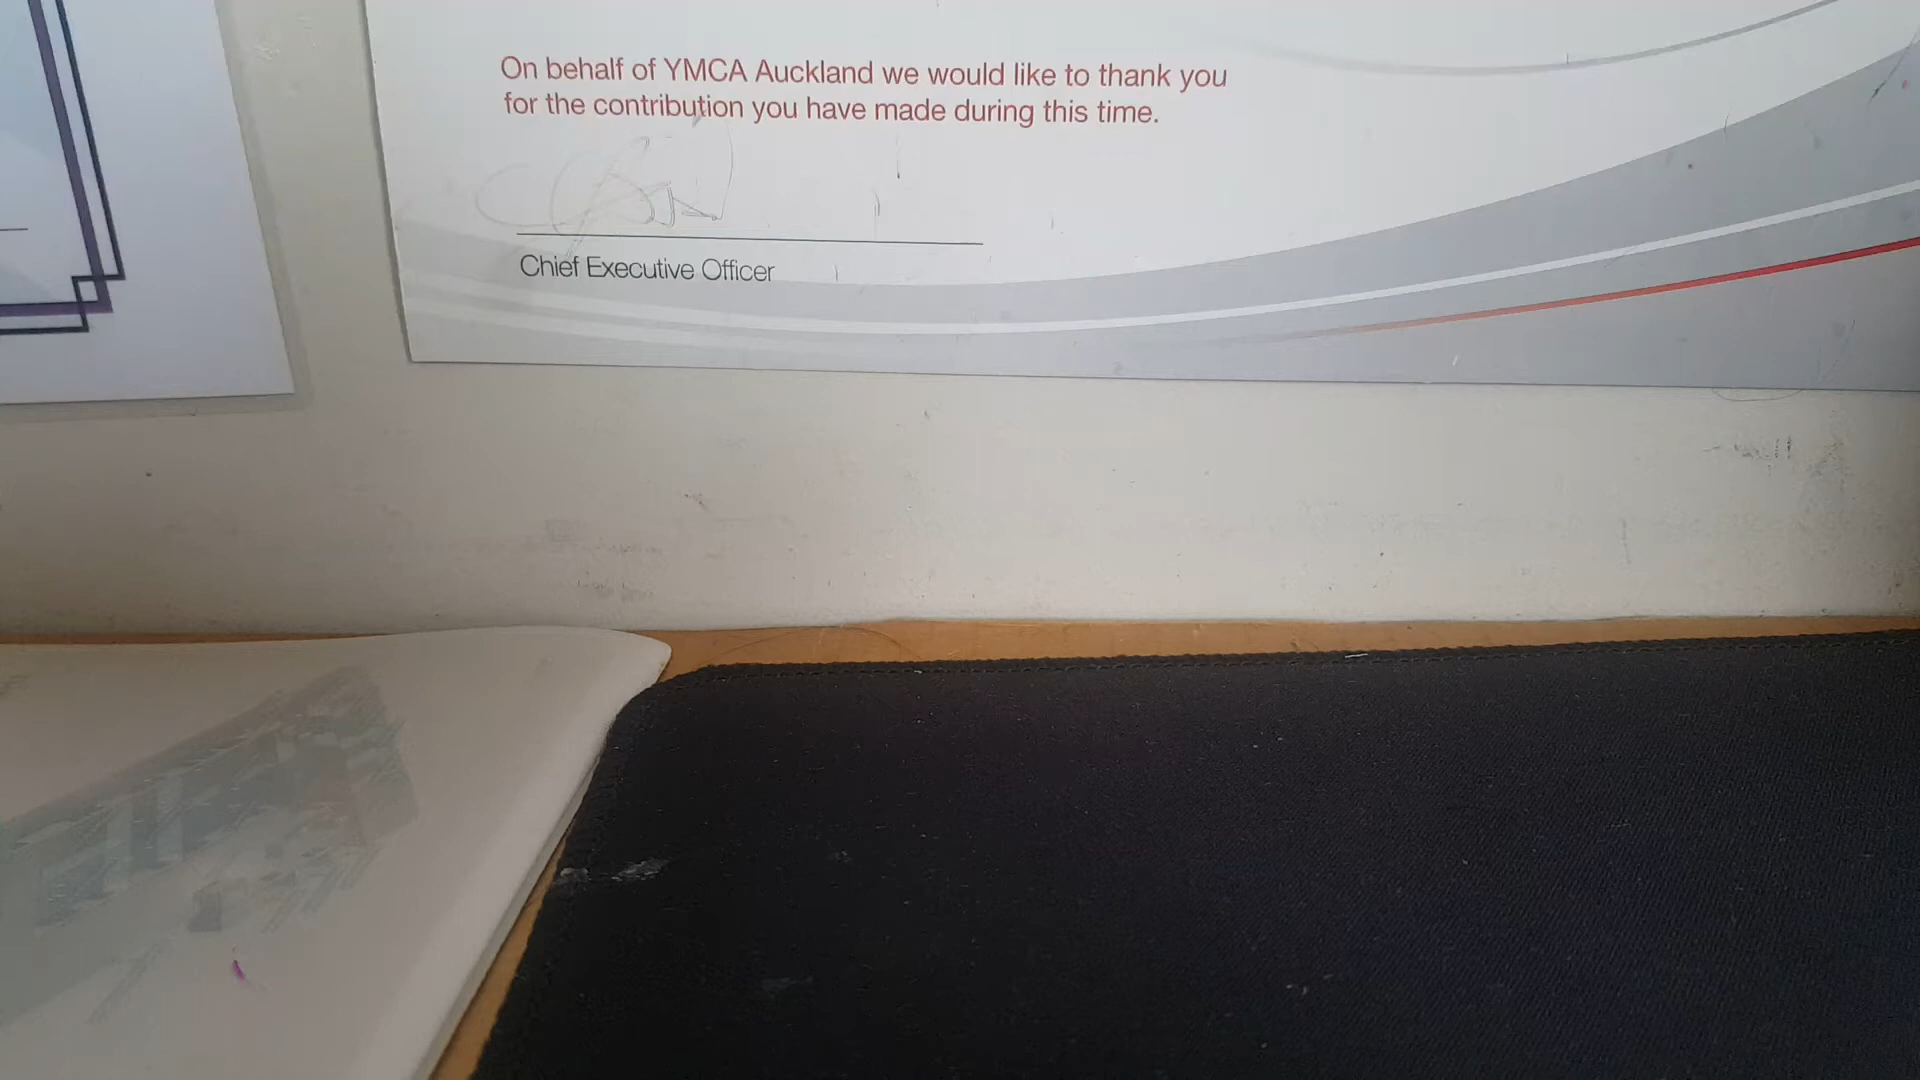 On behalf of YMCA Auckland we would like to thank you
for the contribution you have made during this time.
Chief Executive Officer